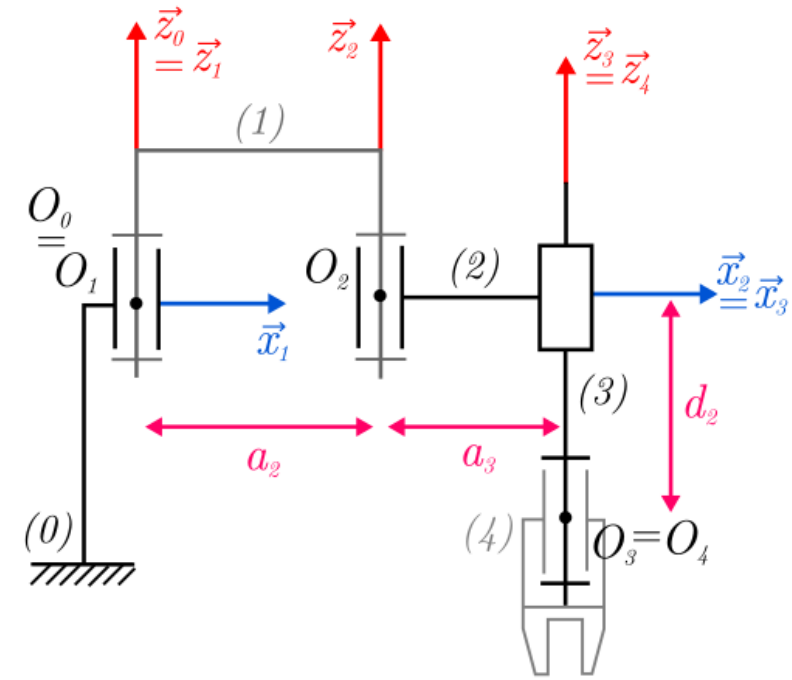 z⃗₀
= z⃗₁
z⃗₂
z⃗₃
= z⃗₄
(1)
O₀
=
O₁
O₂
(2)
x⃗₁
x⃗₂
= x⃗₃
(3)
d₂
a₂
a₃
(0)
(4)
O₃=O₄